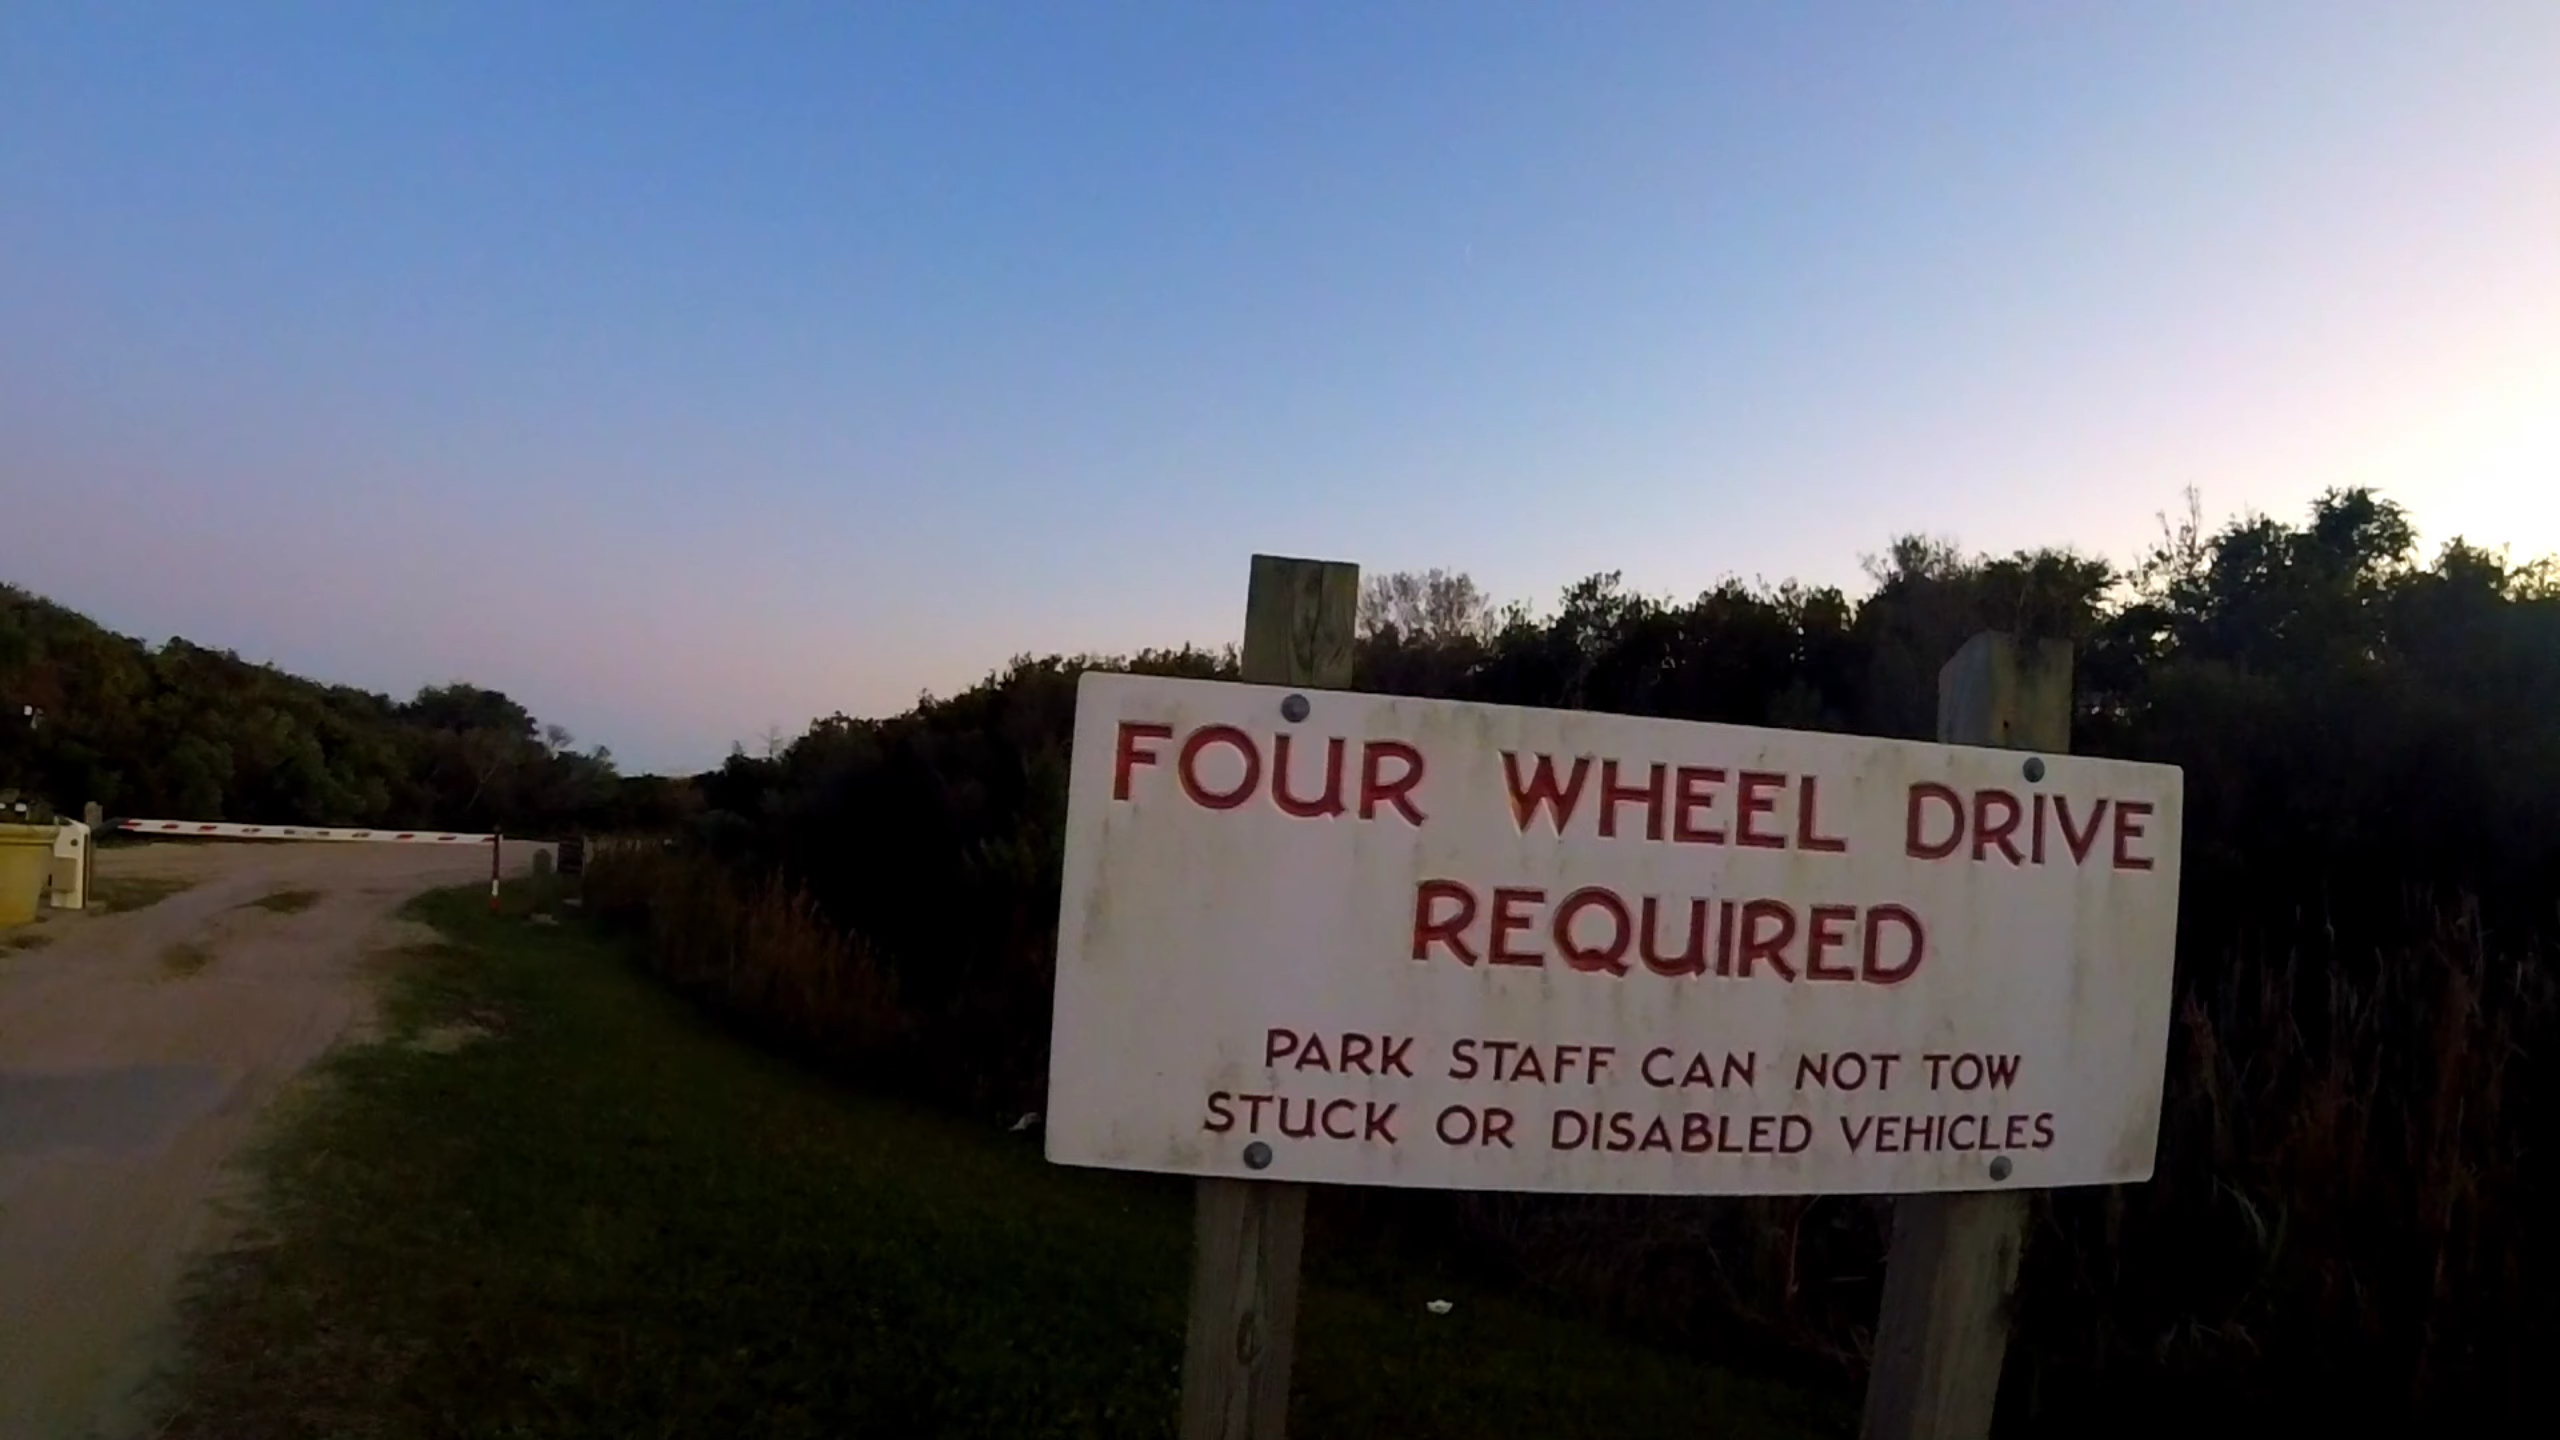 FOUR WHEEL DRIVE
REQUIRED
PARK STAFF CAN NOT TOW
STUCK OR DISABLED VEHICLES